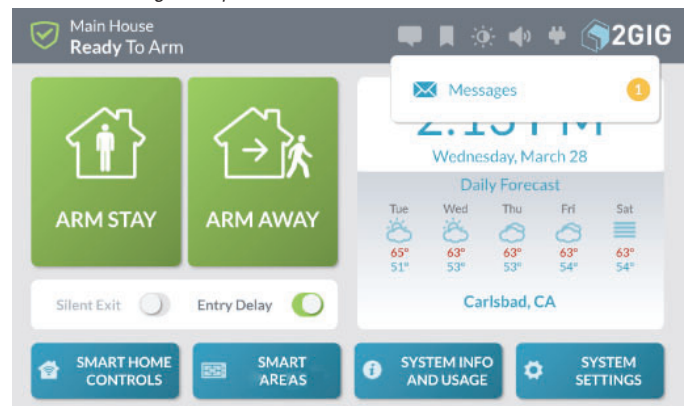 Main House
Ready To Arm
2GIG
Messages
1
Wednesday, March 28
Daily Forecast
Tue Wed Thu Fri Sat
65° 63° 63° 63° 63°
51° 53° 53° 54° 54°
Carlsbad, CA
ARM STAY
ARM AWAY
Silent Exit
Entry Delay
SMART HOME
CONTROLS
SMART
AREAS
SYSTEM INFO
AND USAGE
SYSTEM
SETTINGS